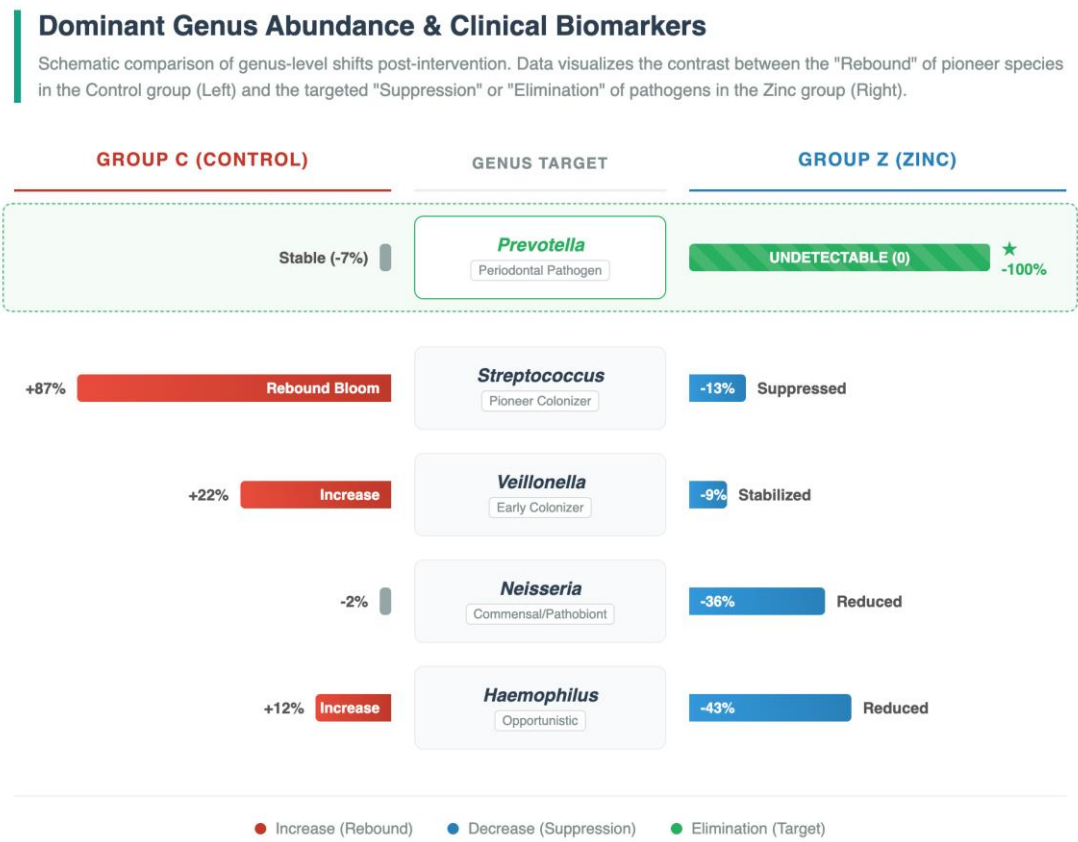 Dominant Genus Abundance & Clinical Biomarkers
Schematic comparison of genus-level shifts post-intervention. Data visualizes the contrast between the "Rebound" of pioneer species
in the Control group (Left) and the targeted "Suppression" or "Elimination" of pathogens in the Zinc group (Right).
GROUP C (CONTROL)
GENUS TARGET
GROUP Z (ZINC)
Stable (-7%)
Prevotella
Periodontal Pathogen
UNDETECTABLE (0)
★
-100%
+87%
Rebound Bloom
Streptococcus
Pioneer Colonizer
-13%
Suppressed
+22%
Increase
Veillonella
Early Colonizer
-9%
Stabilized
-2%
Neisseria
Commensal/Pathobiont
-36%
Reduced
+12%
Increase
Haemophilus
Opportunistic
-43%
Reduced
Increase (Rebound)
Decrease (Suppression)
Elimination (Target)